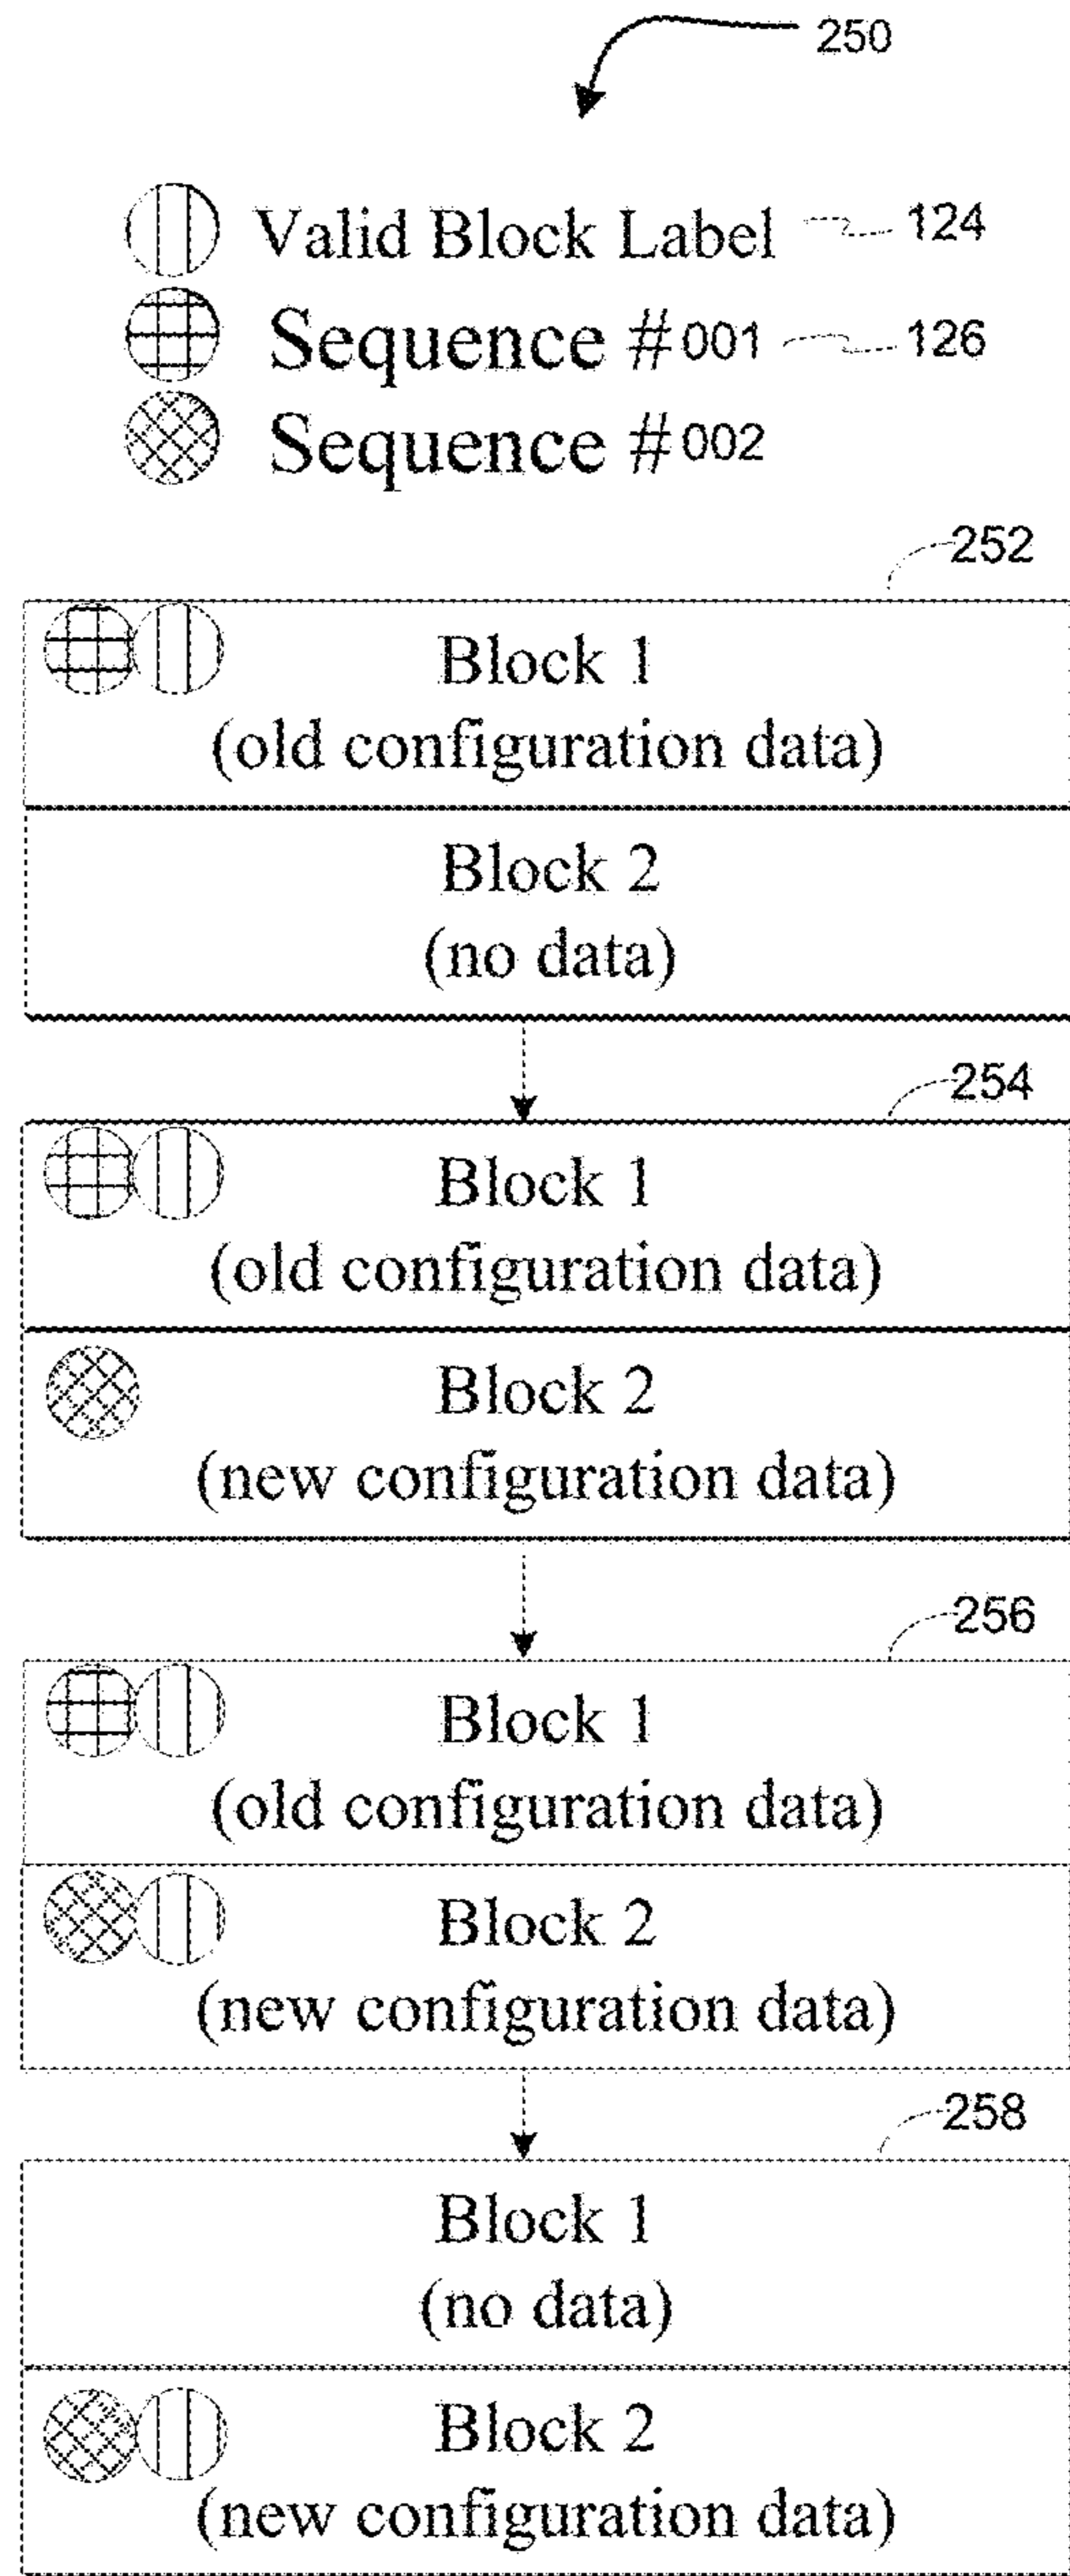 250
Valid Block Label 124
Sequence #001 126
Sequence #002
252
Block 1
(old configuration data)
Block 2
(no data)
254
Block 1
(old configuration data)
Block 2
(new configuration data)
256
Block 1
(old configuration data)
Block 2
(new configuration data)
258
Block 1
(no data)
Block 2
(new configuration data)